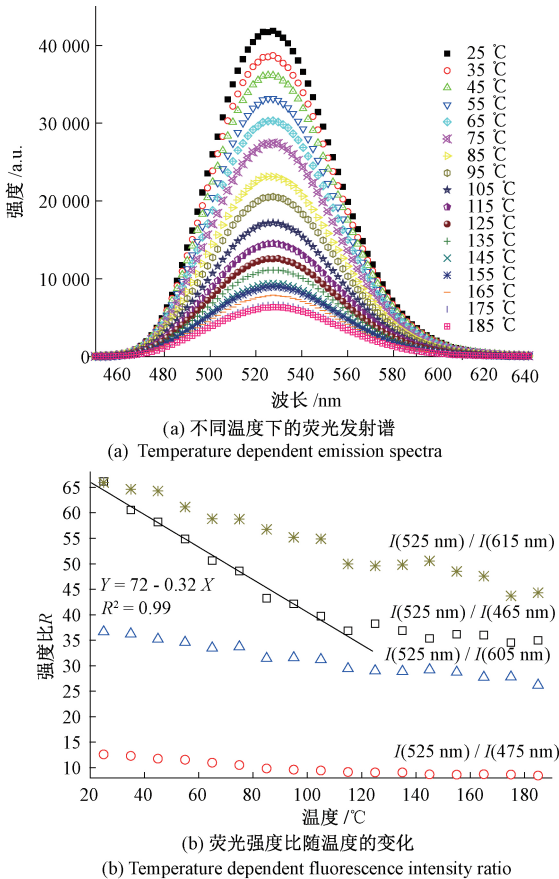 40 000
30 000
20 000
10 000
0
强度 /a.u.
25 ℃
35 ℃
45 ℃
55 ℃
65 ℃
75 ℃
85 ℃
95 ℃
105 ℃
115 ℃
125 ℃
135 ℃
145 ℃
155 ℃
165 ℃
175 ℃
185 ℃
460 480 500 520 540 560 580 600 620 640
波长 /nm
(a) 不同温度下的荧光发射谱
(a) Temperature dependent emission spectra
65
60
55
50
45
40
35
30
25
15
10
强度比R
I(525 nm) / I(615 nm)
Y = 72 - 0.32 X
R² = 0.99
I(525 nm) / I(465 nm)
I(525 nm) / I(605 nm)
I(525 nm) / I(475 nm)
20 40 60 80 100 120 140 160 180
温度 /℃
(b) 荧光强度比随温度的变化
(b) Temperature dependent fluorescence intensity ratio